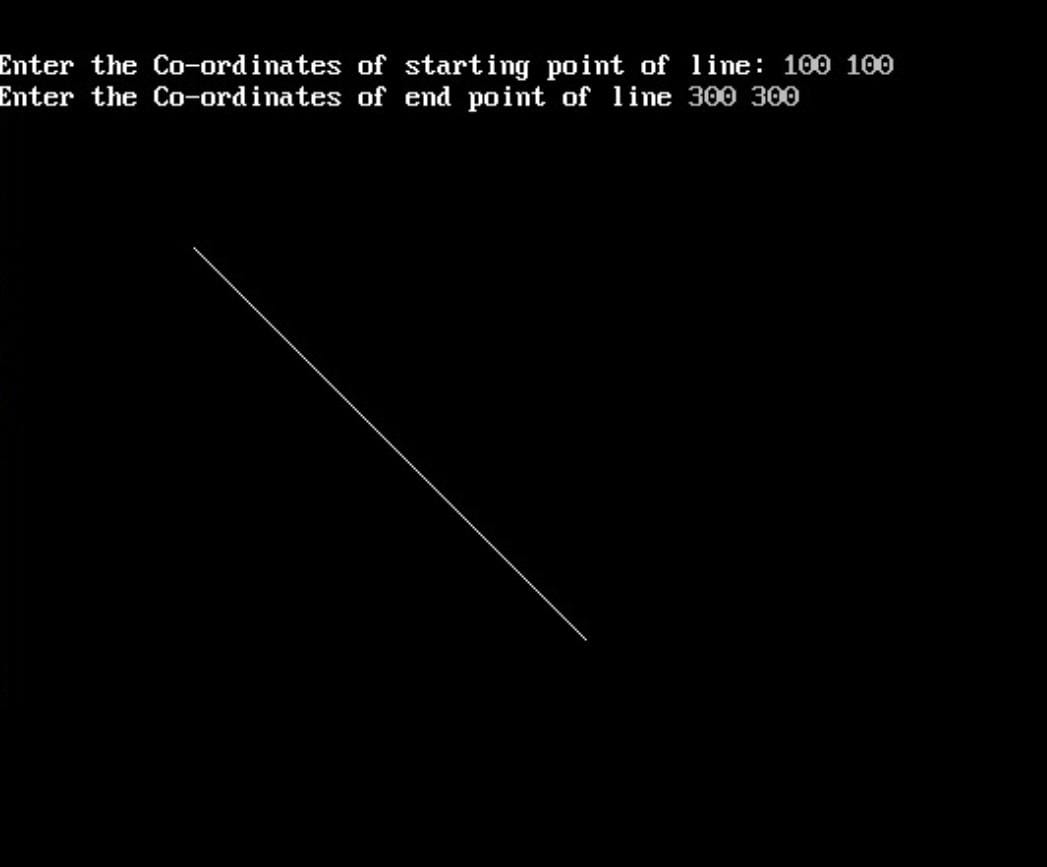 Enter the Co-ordinates of starting point of line: 100 100
Enter the Co-ordinates of end point of line 300 300